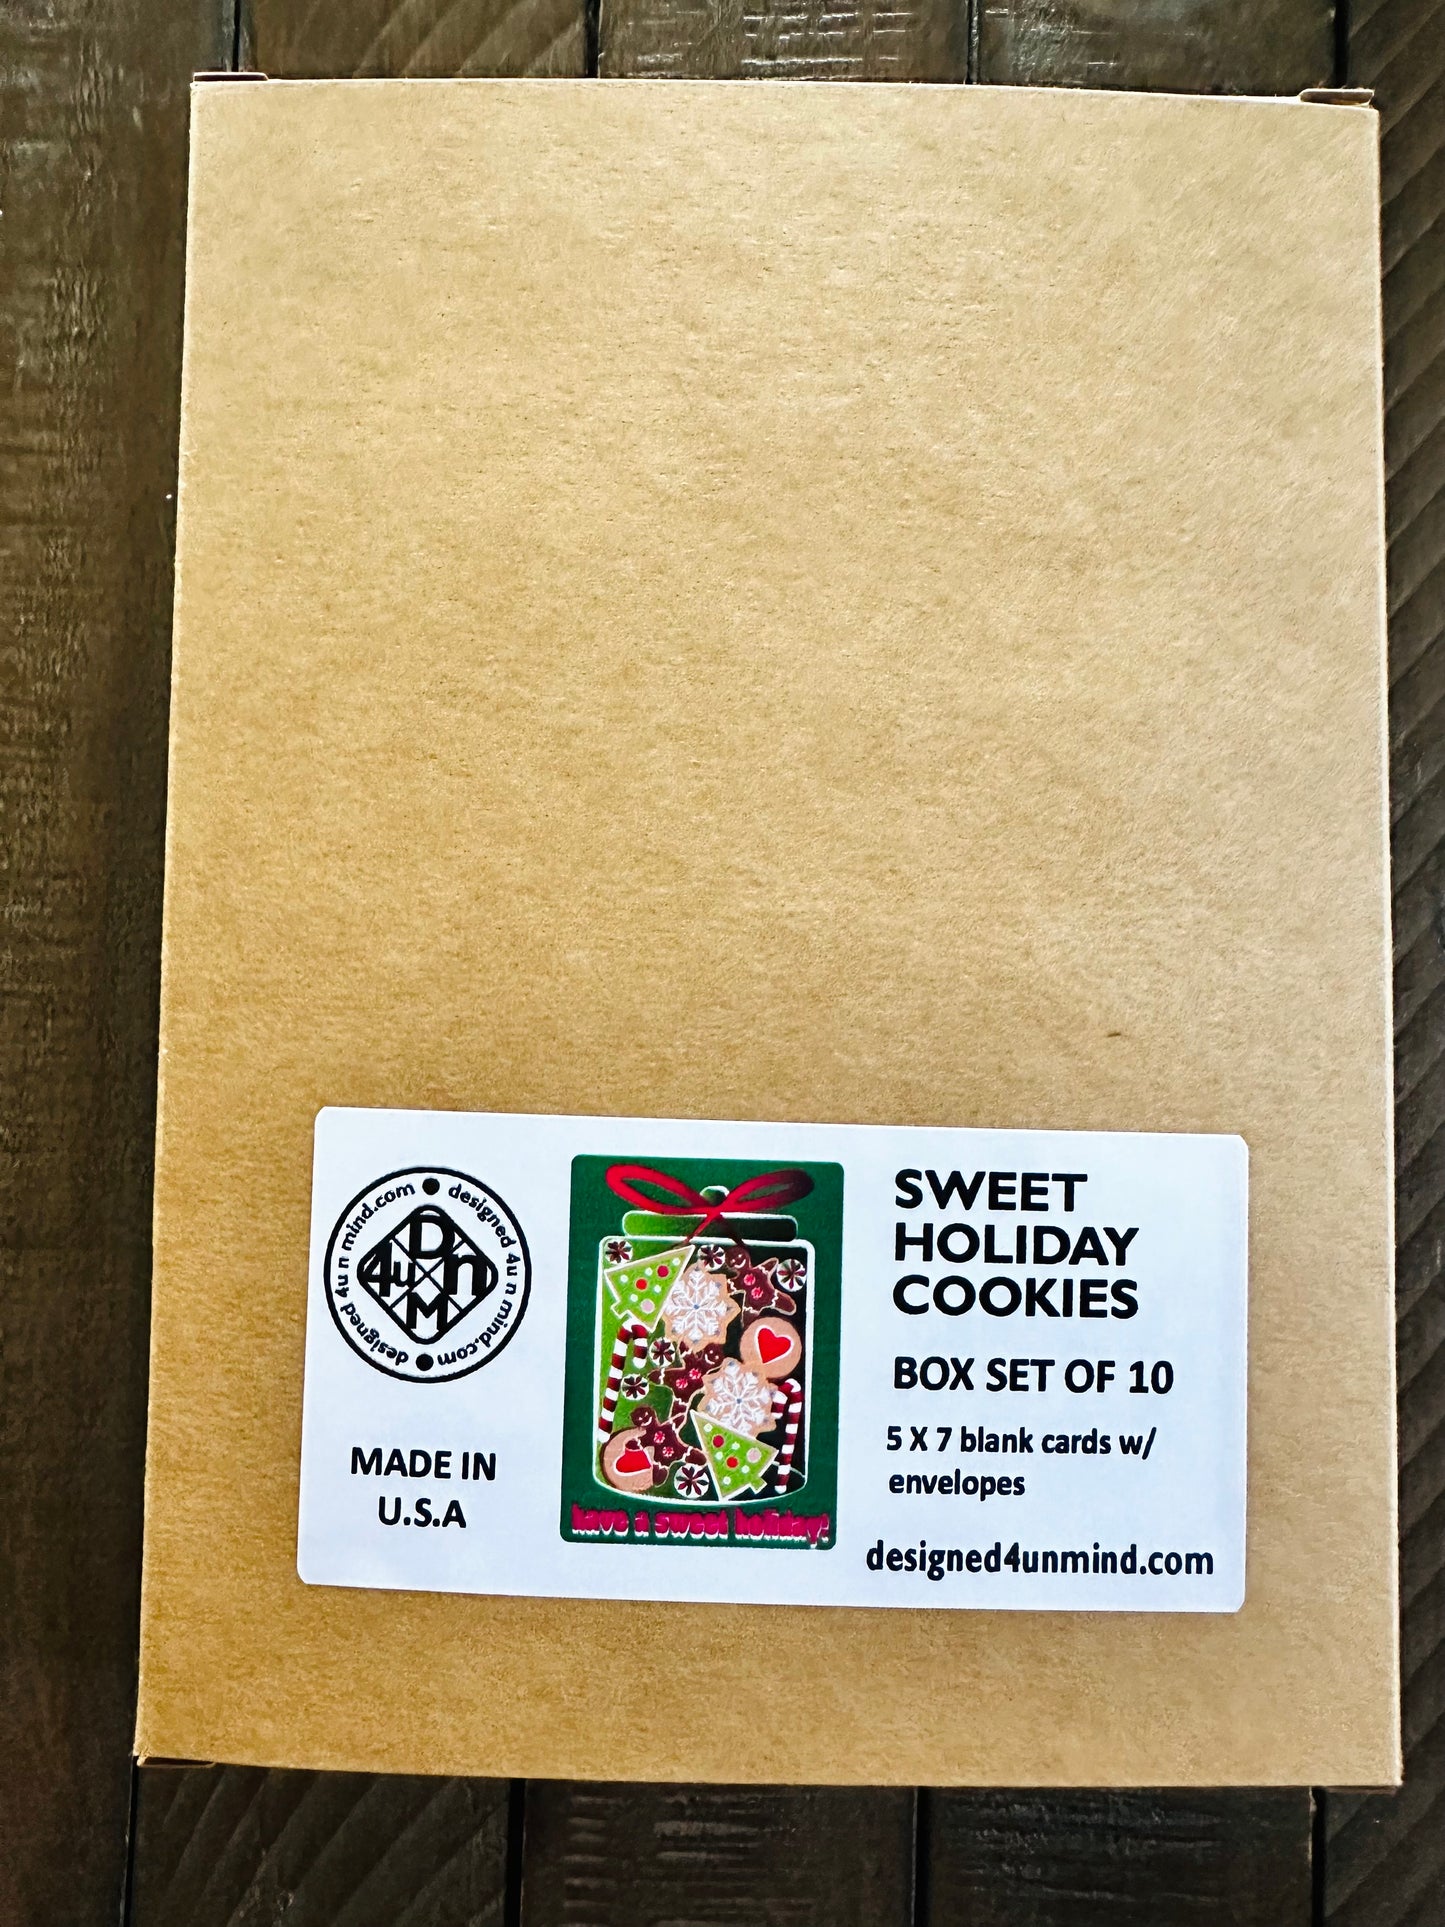 designed 4u n mind.com
designed 4u n mind.com
D
4u n
M
MADE IN
U.S.A
have a sweet holiday!
SWEET
HOLIDAY
COOKIES
BOX SET OF 10
5 X 7 blank cards w/
envelopes
designed4unmind.com